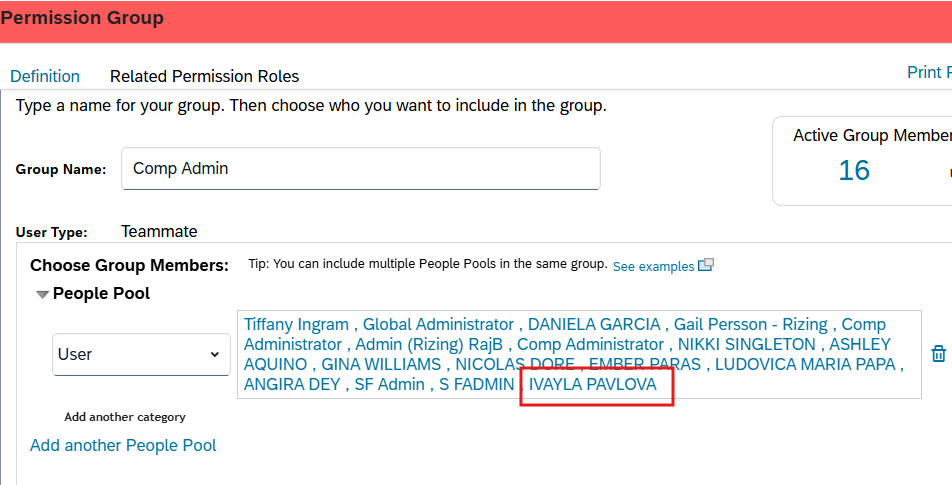 Permission Group
Definition
Related Permission Roles
Print
Type a name for your group. Then choose who you want to include in the group.
Active Group Member
16
Group Name:
Comp Admin
User Type:
Teammate
Choose Group Members:
Tip: You can include multiple People Pools in the same group.
See examples
People Pool
User
Tiffany Ingram , Global Administrator , DANIELA GARCIA , Gail Persson - Rizing , Comp
Administrator , Admin (Rizing) RajB , Comp Administrator , NIKKI SINGLETON , ASHLEY
AQUINO , GINA WILLIAMS , NICOLAS DORE , EMBER PARAS , LUDOVICA MARIA PAPA ,
ANGIRA DEY , SF Admin , S FADMIN , IVAYLA PAVLOVA
Add another category
Add another People Pool